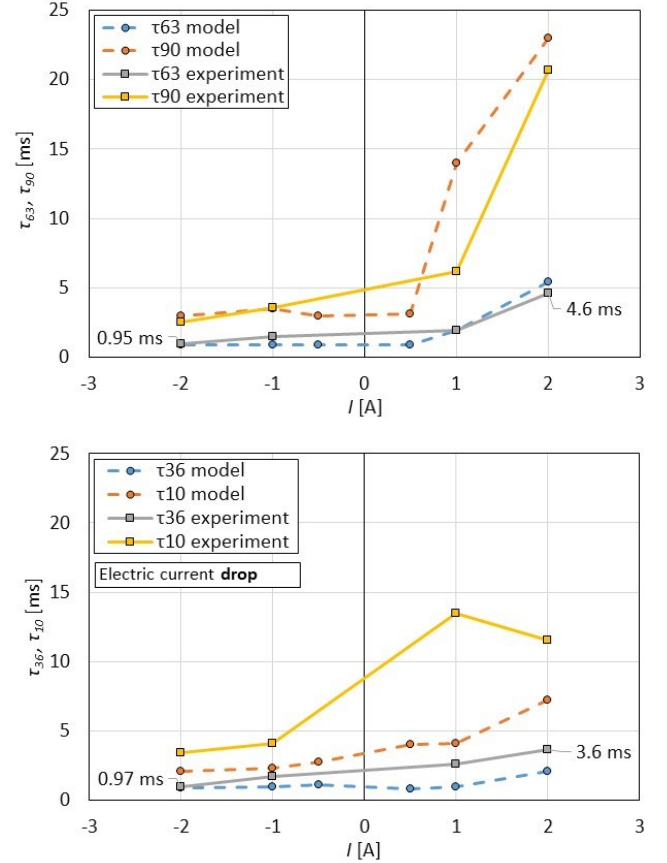 25
20
15
10
5
0
τ63, τ90 [ms]
τ63 model
τ90 model
τ63 experiment
τ90 experiment
0.95 ms
4.6 ms
-3 -2 -1 0 1 2 3
I [A]
25
20
15
10
5
0
τ36, τ10 [ms]
τ36 model
τ10 model
τ36 experiment
τ10 experiment
Electric current drop
0.97 ms
3.6 ms
-3 -2 -1 0 1 2 3
I [A]